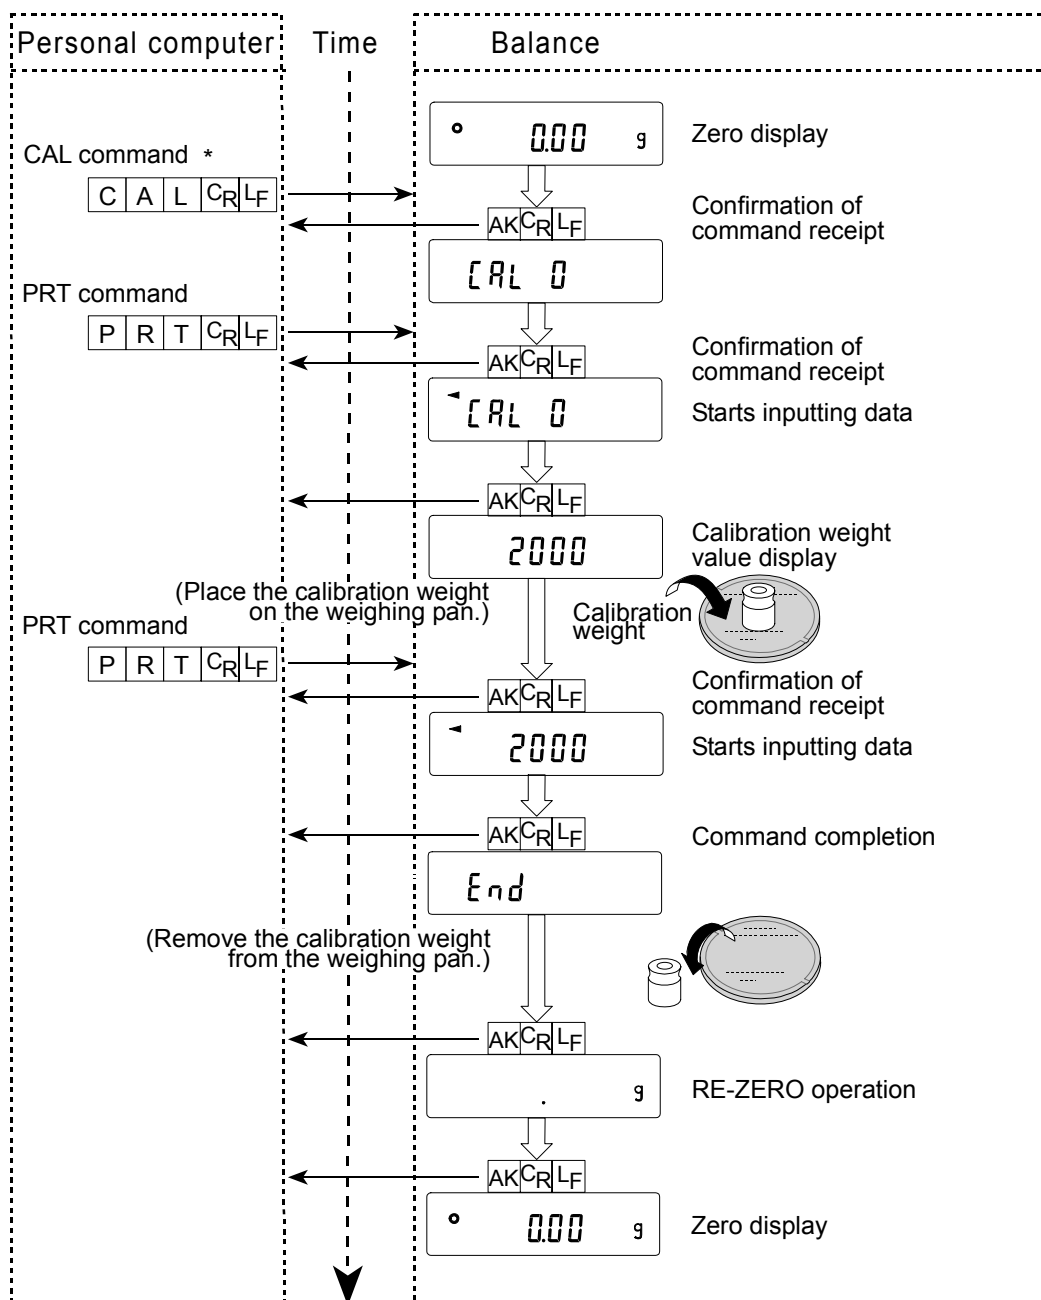 Personal computer Time Balance
0.00 g Zero display
CAL command *
C A L CR LF
AK CR LF Confirmation of
command receipt
CAL 0
PRT command
P R T CR LF
AK CR LF Confirmation of
command receipt
CAL 0 Starts inputting data
AK CR LF
2000 Calibration weight
value display
(Place the calibration weight
on the weighing pan.)
Calibration
weight
PRT command
P R T CR LF
AK CR LF Confirmation of
command receipt
2000 Starts inputting data
AK CR LF Command completion
End
(Remove the calibration weight
from the weighing pan.)
AK CR LF
. g RE-ZERO operation
AK CR LF
0.00 g Zero display